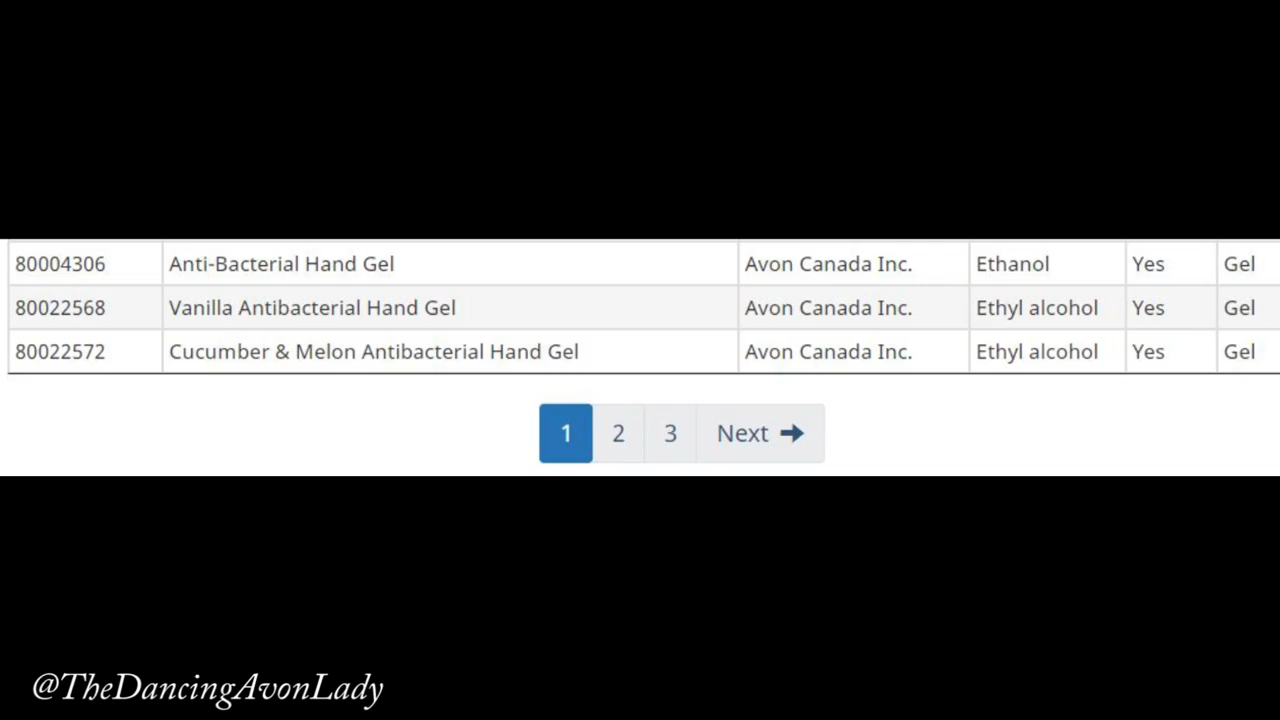 80004306 Anti-Bacterial Hand Gel Avon Canada Inc. Ethanol Yes Gel
80022568 Vanilla Antibacterial Hand Gel Avon Canada Inc. Ethyl alcohol Yes Gel
80022572 Cucumber & Melon Antibacterial Hand Gel Avon Canada Inc. Ethyl alcohol Yes Gel
1 2 3 Next
@TheDancingAvonLady